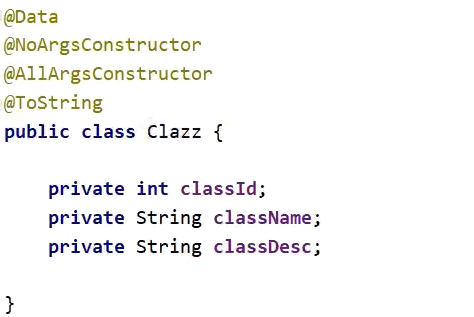 @Data
@NoArgsConstructor
@AllArgsConstructor
@ToString
public class Clazz {
private int classId;
private String className;
private String classDesc;
}